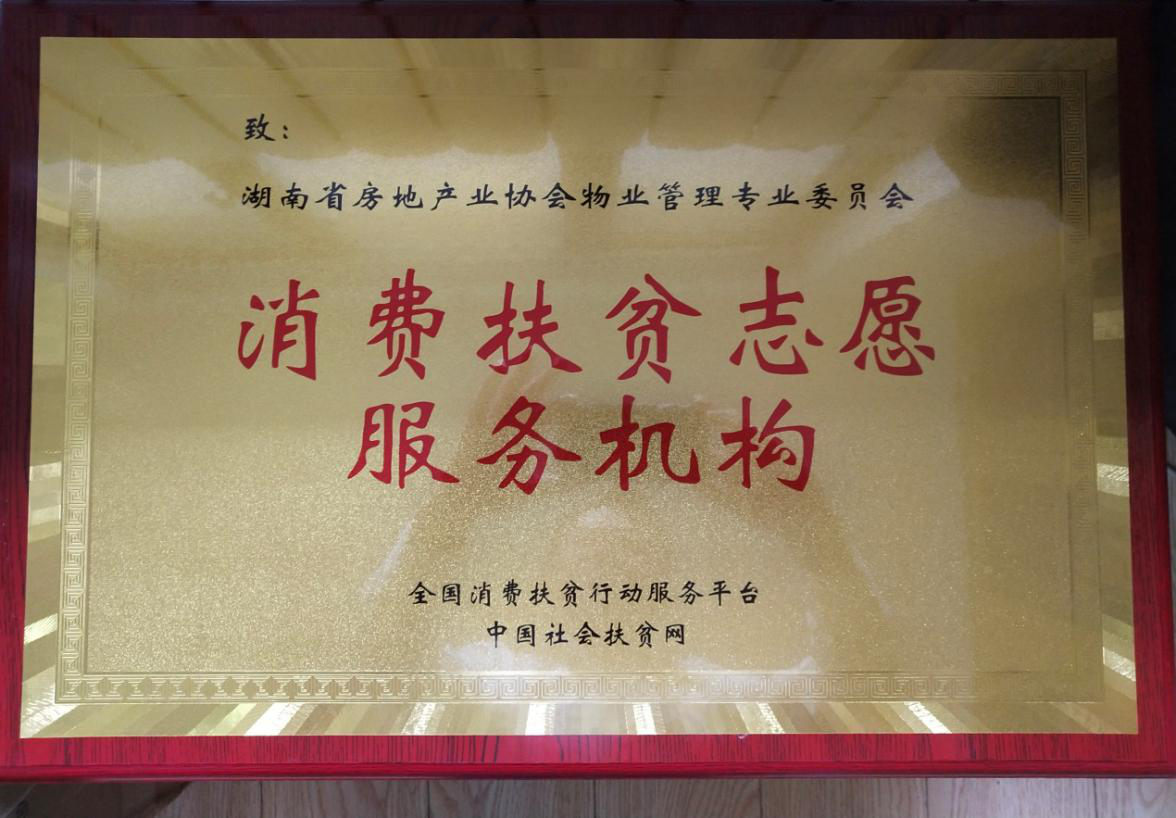 致：
湖南省房地产业协会物业管理专业委员会
消费扶贫志愿
服务机构
全国消费扶贫行动服务平台
中国社会扶贫网